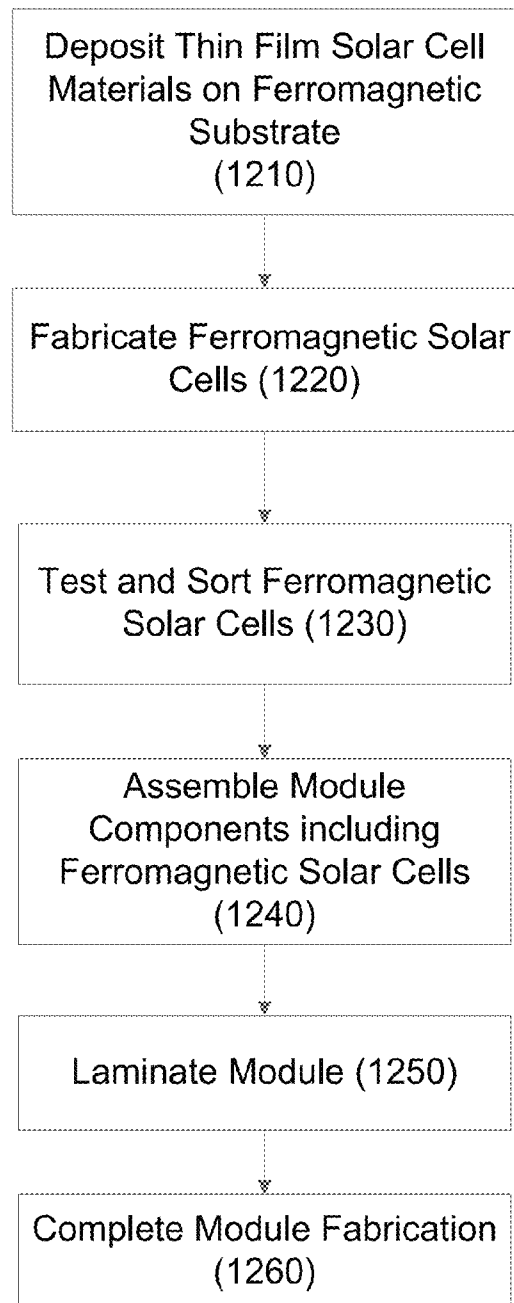 Deposit Thin Film Solar Cell
Materials on Ferromagnetic
Substrate
(1210)
Fabricate Ferromagnetic Solar
Cells (1220)
Test and Sort Ferromagnetic
Solar Cells (1230)
Assemble Module
Components including
Ferromagnetic Solar Cells
(1240)
Laminate Module (1250)
Complete Module Fabrication
(1260)